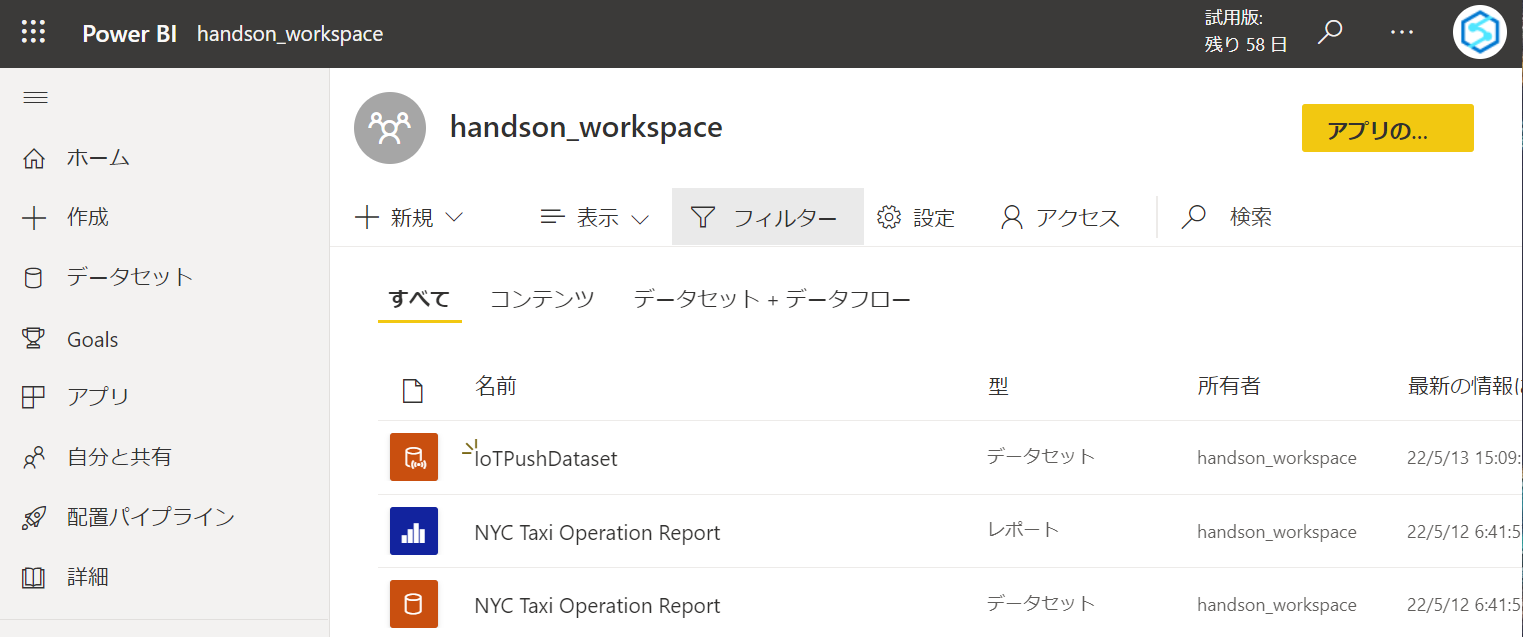 Power BI handson_workspace
試用版:
残り 58 日
handson_workspace
アプリの...
ホーム
作成
データセット
Goals
アプリ
自分と共有
配置パイプライン
詳細
新規 表示 フィルター 設定 アクセス 検索
すべて コンテンツ データセット + データフロー
名前 型 所有者 最新の情報に
IoTPushDataset データセット handson_workspace 22/5/13 15:09:
NYC Taxi Operation Report レポート handson_workspace 22/5/12 6:41:5
NYC Taxi Operation Report データセット handson_workspace 22/5/12 6:41:5